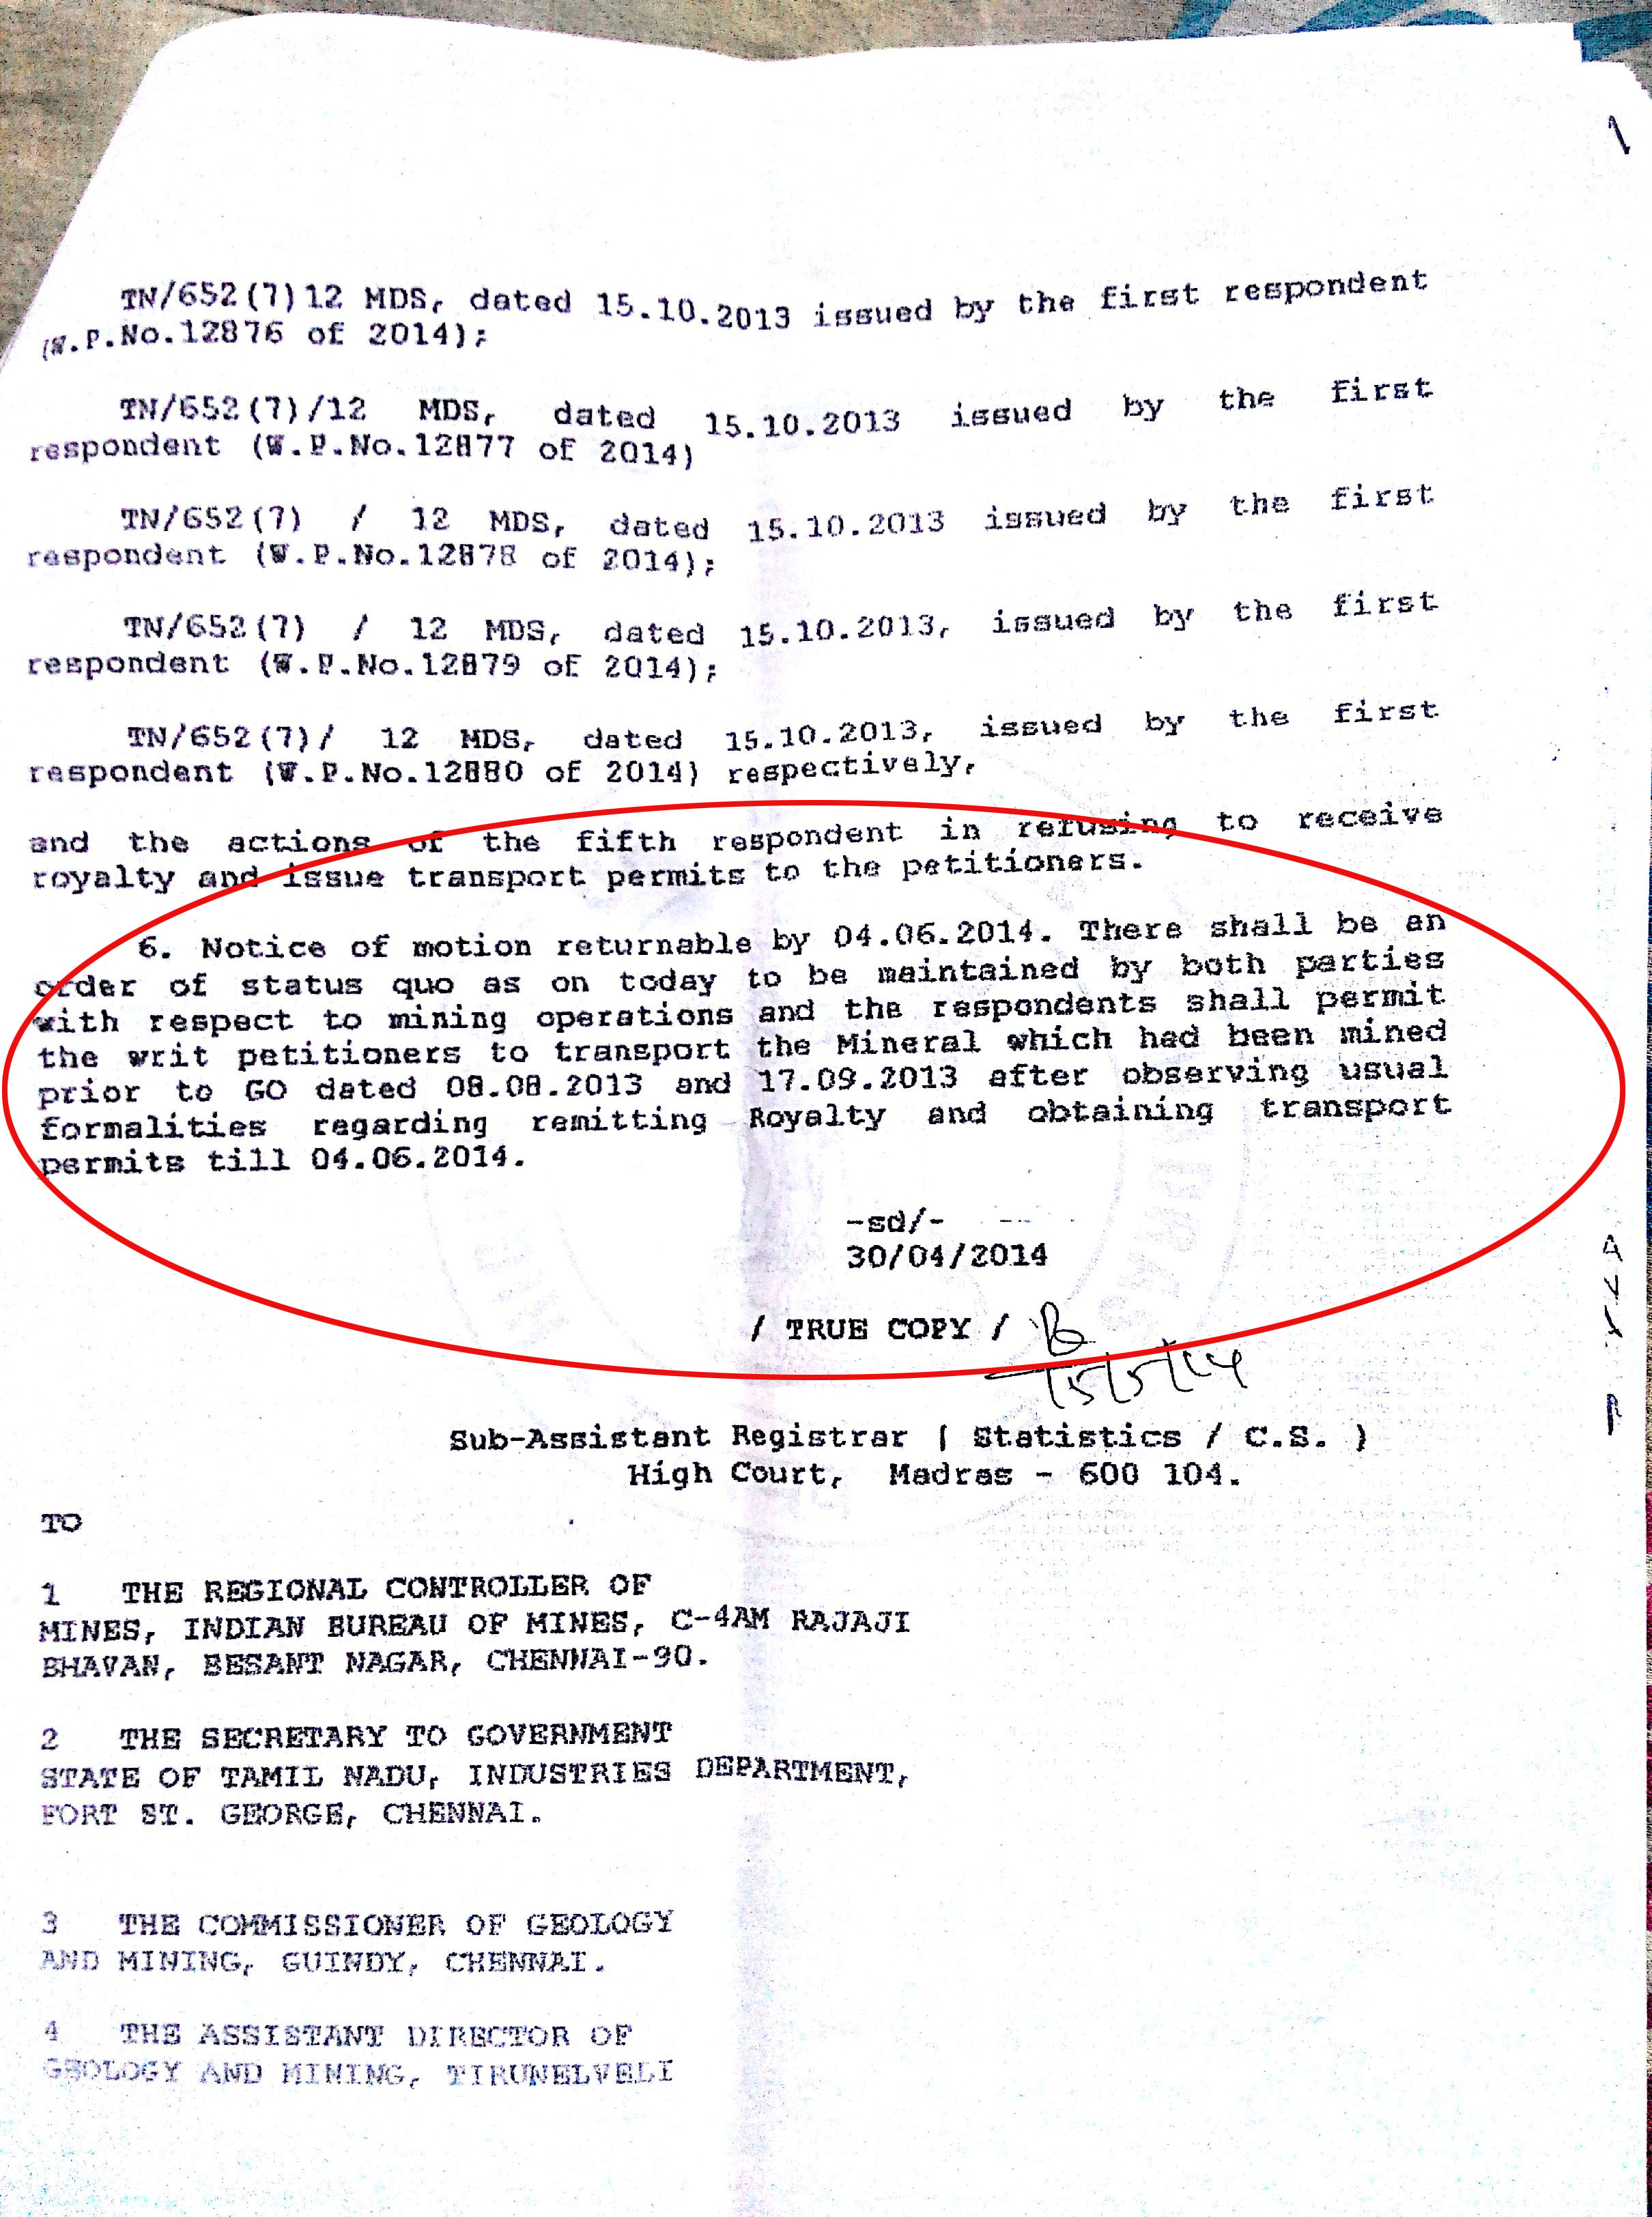 TN/652(7)12 MDS, dated 15.10.2013 issued by the first respondent
(W.P.No.12876 of 2014);
TN/652(7)/12 MDS, dated 15.10.2013 issued by the first
respondent (W.P.No.12877 of 2014)
TN/652(7) / 12 MDS, dated 15.10.2013 issued by the first
respondent (W.P.No.12878 of 2014);
TN/652(7) / 12 MDS, dated 15.10.2013, issued by the first
respondent (W.P.No.12879 of 2014);
TN/652(7)/ 12 MDS, dated 15.10.2013, issued by the first
respondent (W.P.No.12880 of 2014) respectively,
and the actions of the fifth respondent in refusing to receive
royalty and issue transport permits to the petitioners.
6. Notice of motion returnable by 04.06.2014. There shall be an
order of status quo as on today to be maintained by both parties
with respect to mining operations and the respondents shall permit
the writ petitioners to transport the Mineral which had been mined
prior to GO dated 08.08.2013 and 17.09.2013 after observing usual
formalities regarding remitting Royalty and obtaining transport
permits till 04.06.2014.
-sd/-
30/04/2014
/ TRUE COPY /
Sub-Assistant Registrar ( Statistics / C.S. )
High Court, Madras - 600 104.
TO
1 THE REGIONAL CONTROLLER OF
MINES, INDIAN BUREAU OF MINES, C-4AM RAJAJI
BHAVAN, BESANT NAGAR, CHENNAI-90.
2 THE SECRETARY TO GOVERNMENT
STATE OF TAMIL NADU, INDUSTRIES DEPARTMENT,
FORT ST. GEORGE, CHENNAI.
3 THE COMMISSIONER OF GEOLOGY
AND MINING, GUINDY, CHENNAI.
4 THE ASSISTANT DIRECTOR OF
GEOLOGY AND MINING, TIRUNELVELI